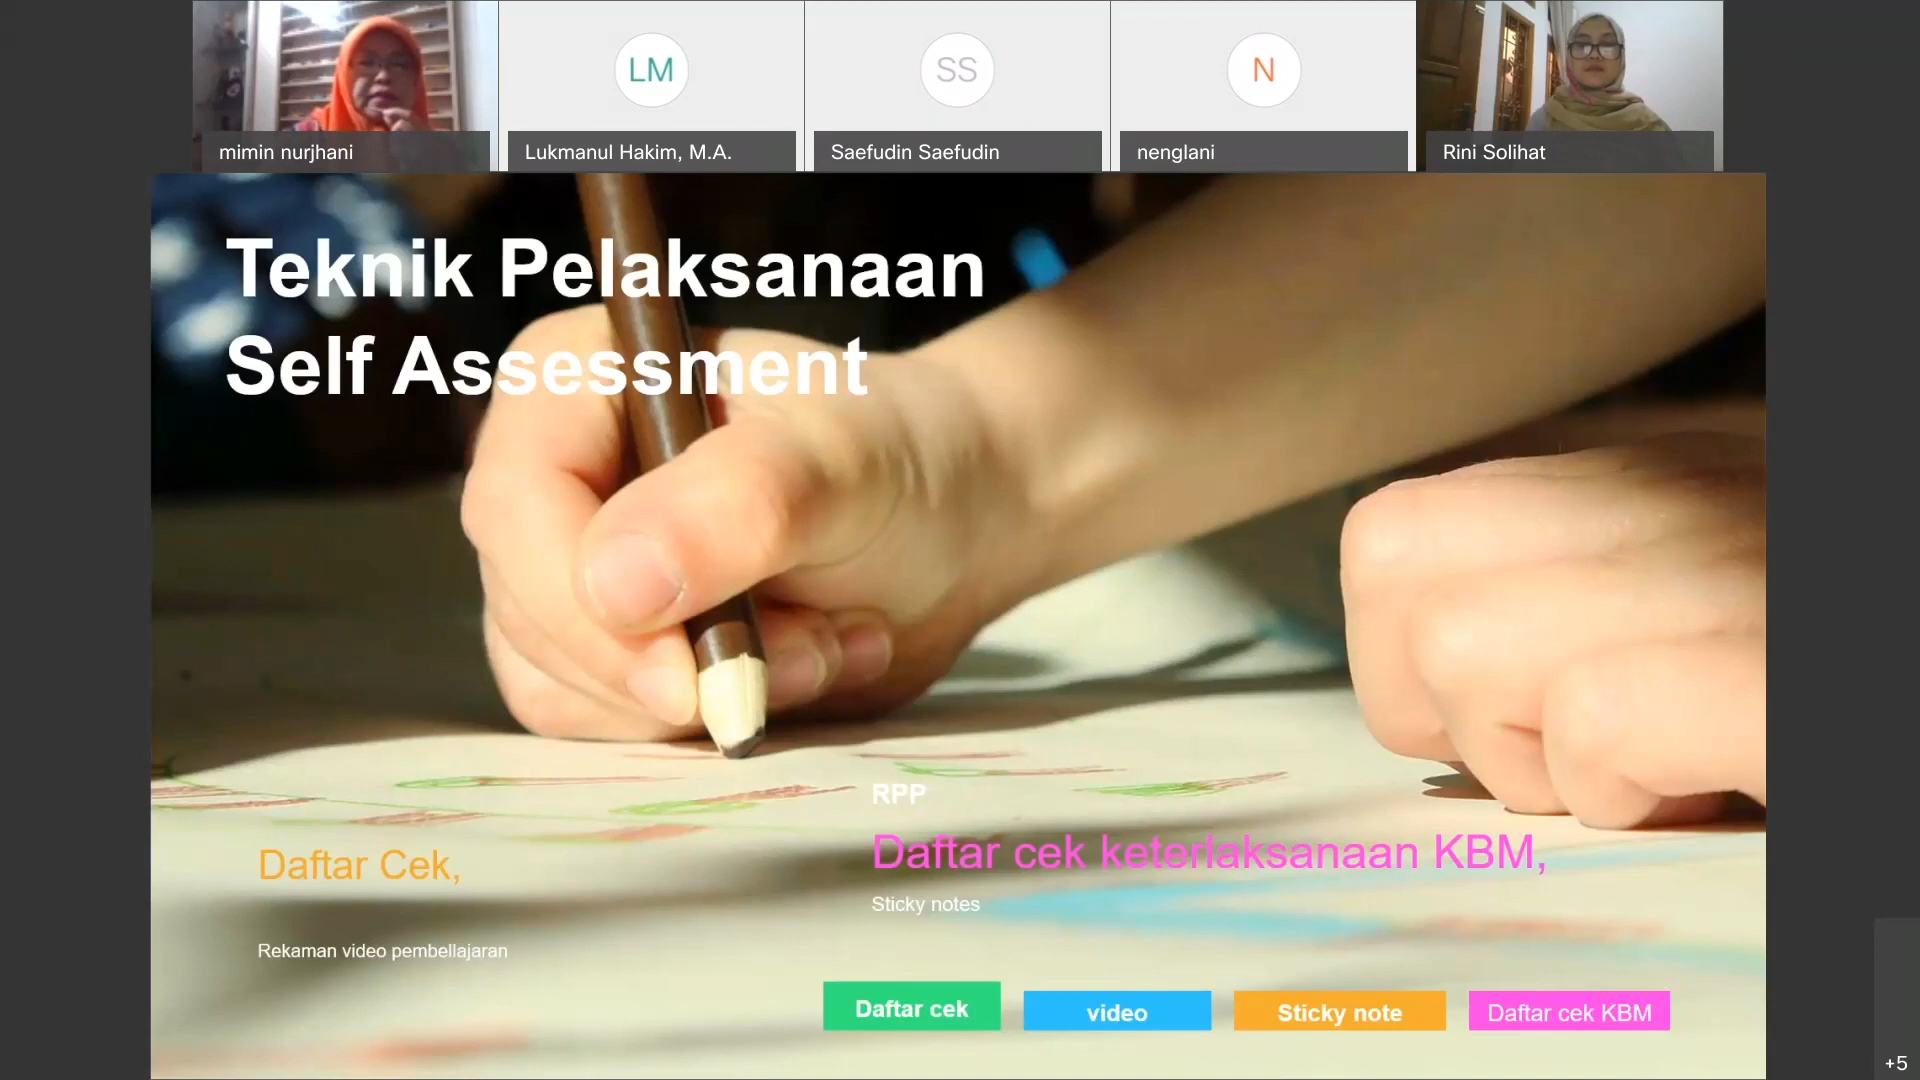 LM
SS
N
mimin nurjhani
Lukmanul Hakim, M.A.
Saefudin Saefudin
nenglani
Rini Solihat
Teknik Pelaksanaan
Self Assessment
RPP
Daftar cek keterlaksanaan KBM,
Daftar Cek,
Sticky notes
Rekaman video pembellajaran
Daftar cek
video
Sticky note
Daftar cek KBM
+5